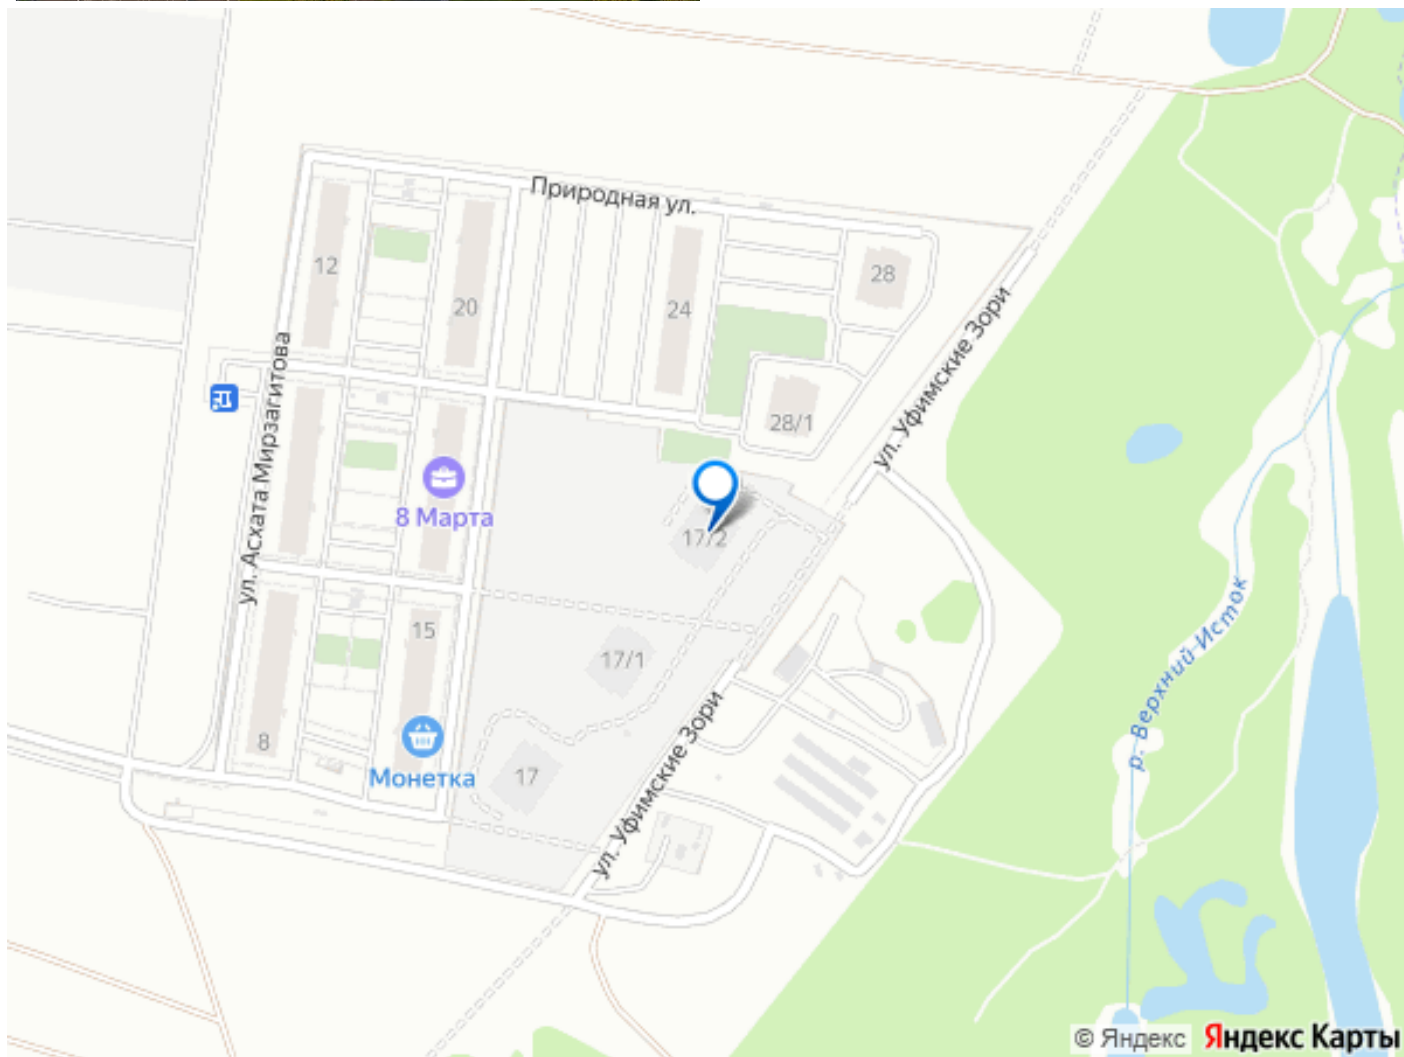 Природная ул.
12
20
24
28
28/1
ул. Уфимские Зори
ул. Асхата Мирзагитова
8 Марта
17/2
15
17/1
р. Верхний Исток
8
Монетка
17
ул. Уфимские Зори
© Яндекс Яндекс Карты